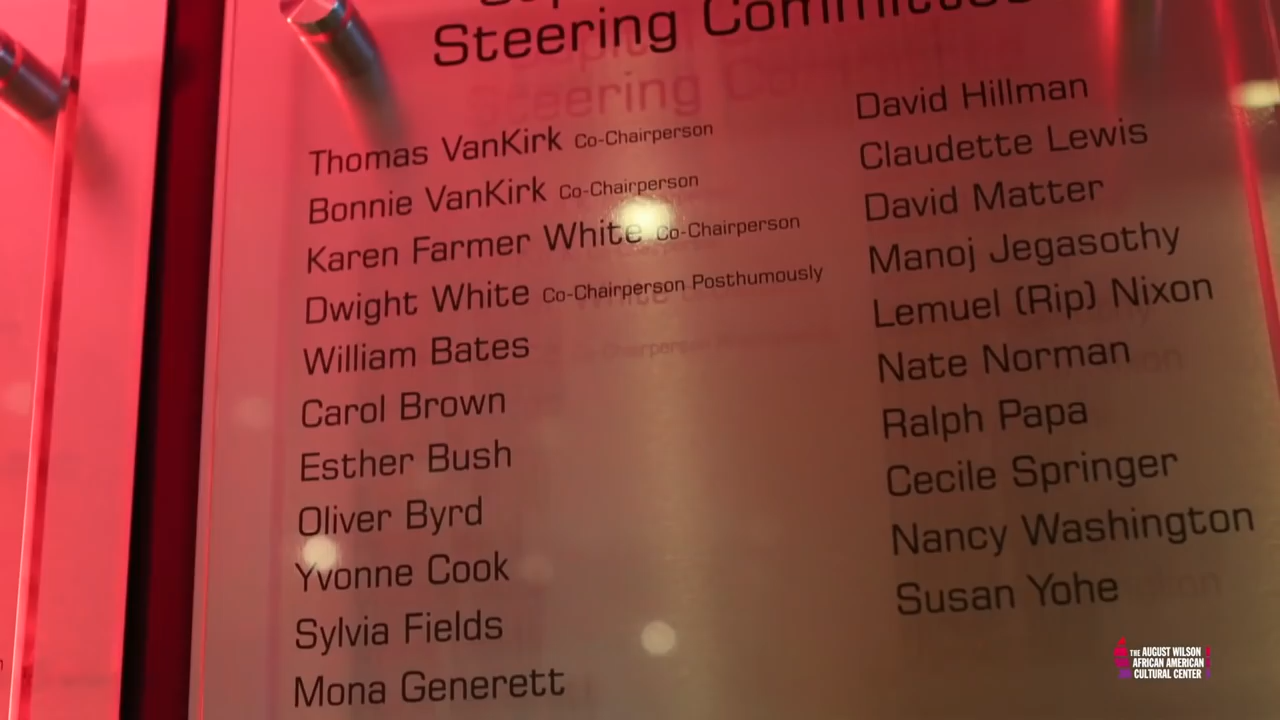 Steering Committee
Thomas VanKirk Co-Chairperson
Bonnie VanKirk Co-Chairperson
Karen Farmer White Co-Chairperson
Dwight White Co-Chairperson Posthumously
William Bates
Carol Brown
Esther Bush
Oliver Byrd
Yvonne Cook
Sylvia Fields
Mona Generett
David Hillman
Claudette Lewis
David Matter
Manoj Jegasothy
Lemuel (Rip) Nixon
Nate Norman
Ralph Papa
Cecile Springer
Nancy Washington
Susan Yohe
THE AUGUST WILSON
AFRICAN AMERICAN
CULTURAL CENTER